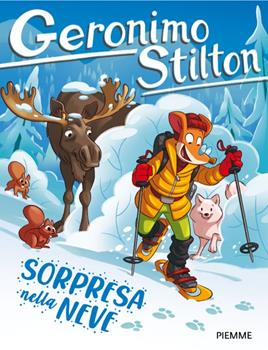 Geronimo
Stilton
SORPRESA
nella
NEVE
PIEMME